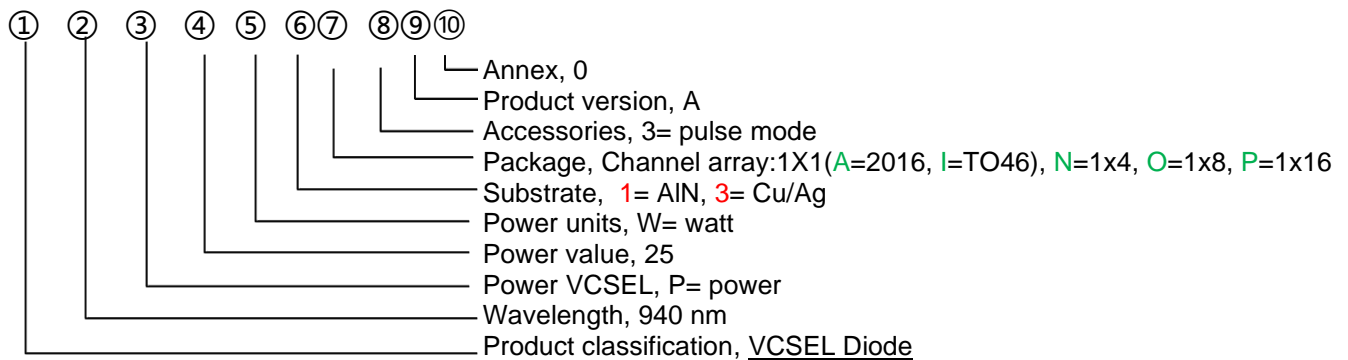 ① ② ③ ④ ⑤ ⑥⑦ ⑧⑨⑩
Annex, 0
Product version, A
Accessories, 3= pulse mode
Package, Channel array:1X1(A=2016, I=TO46), N=1x4, O=1x8, P=1x16
Substrate, 1= AlN, 3= Cu/Ag
Power units, W= watt
Power value, 25
Power VCSEL, P= power
Wavelength, 940 nm
Product classification, VCSEL Diode